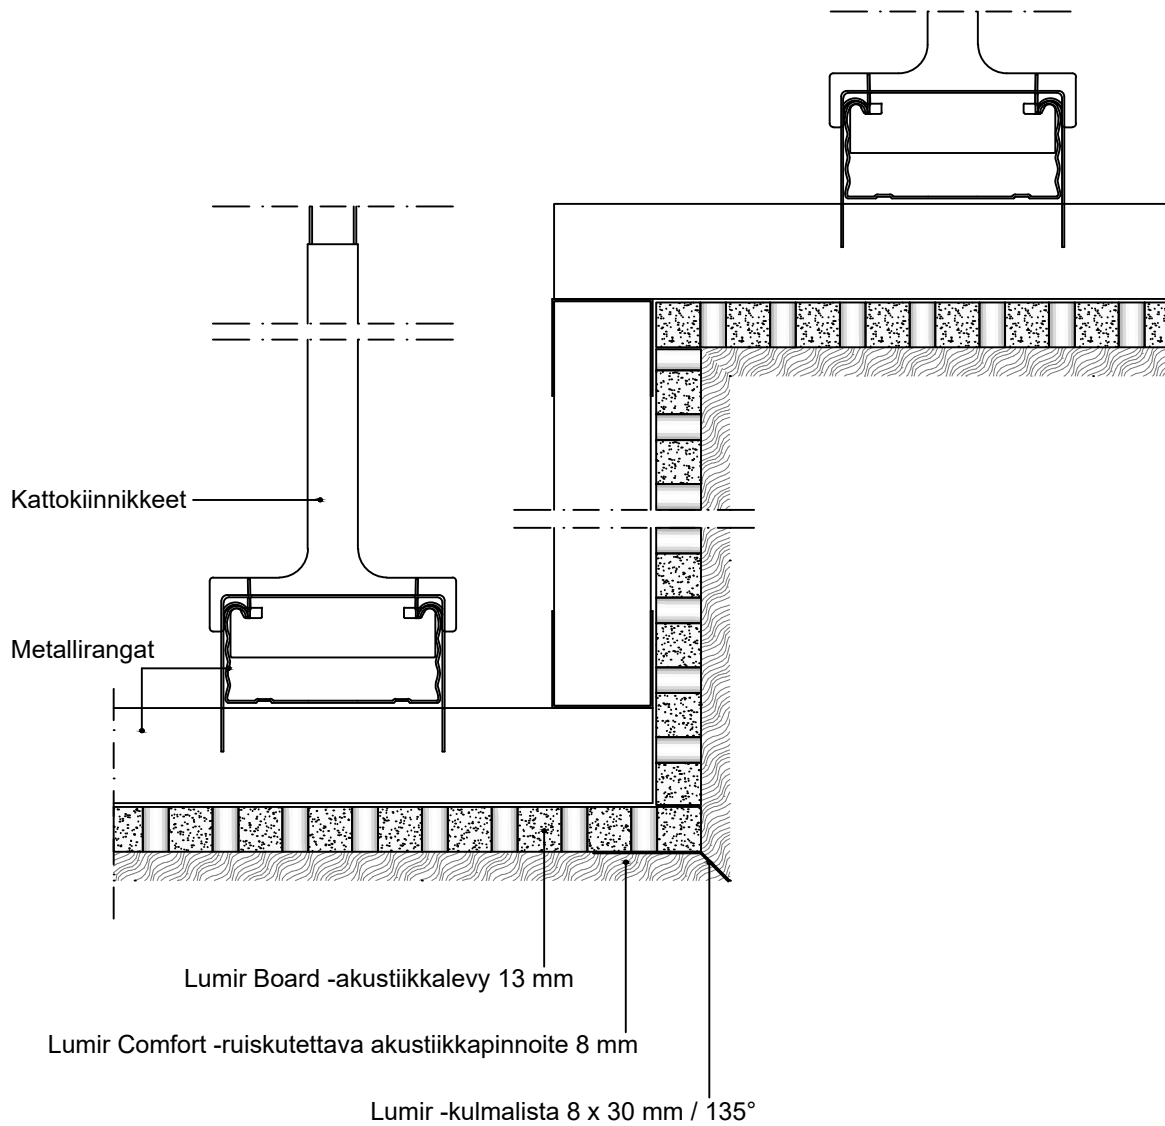 Kattokiinnikkeet
Metallirangat
Lumir Board -akustiikkalevy 13 mm
Lumir Comfort -ruiskutettava akustiikkapinnoite 8 mm
Lumir -kulmalista 8 x 30 mm / 135°